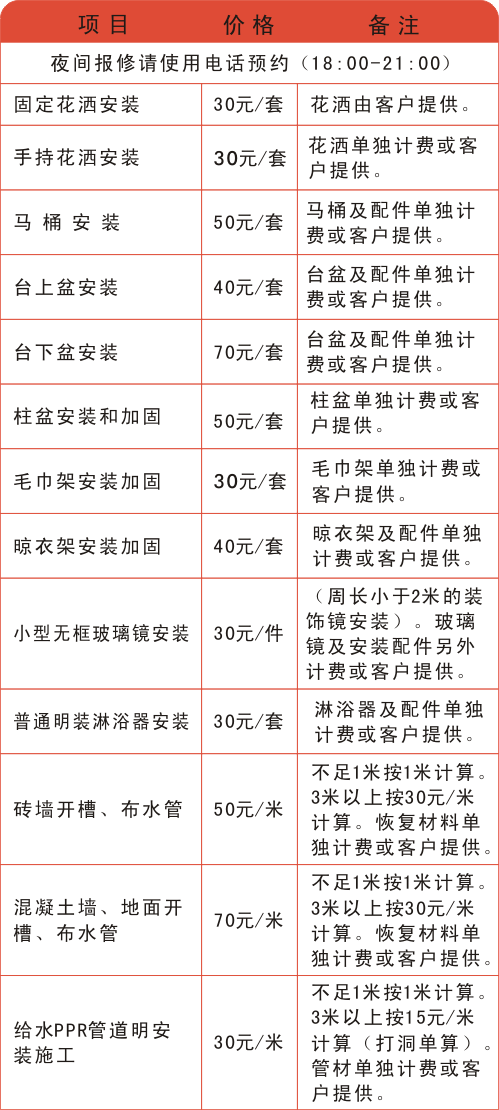 项目 价格 备注
夜间报修请使用电话预约（18:00-21:00）
固定花洒安装 30元/套 花洒由客户提供。
手持花洒安装 30元/套 花洒单独计费或客
户提供。
马桶安装 50元/套 马桶及配件单独计
费或客户提供。
台上盆安装 40元/套 台盆及配件单独计
费或客户提供。
台下盆安装 70元/套 台盆及配件单独计
费或客户提供。
柱盆安装和加固 50元/套 柱盆单独计费或客
户提供。
毛巾架安装加固 30元/套 毛巾架单独计费或
客户提供。
晾衣架安装加固 40元/套 晾衣架及配件单独
计费或客户提供。
小型无框玻璃镜安装 30元/件 （周长小于2米的装
饰镜安装）。玻璃
镜及安装配件另外
计费或客户提供。
普通明装淋浴器安装 30元/套 淋浴器及配件单独
计费或客户提供。
砖墙开槽、布水管 50元/米 不足1米按1米计算。
3米以上按30元/米
计算。恢复材料单
独计费或客户提供。
混凝土墙、地面开
槽、布水管 70元/米 不足1米按1米计算。
3米以上按30元/米
计算。恢复材料单
独计费或客户提供。
给水PPR管道明安
装施工 30元/米 不足1米按1米计算。
3米以上按15元/米
计算（打洞单算）。
管材单独计费或客
户提供。